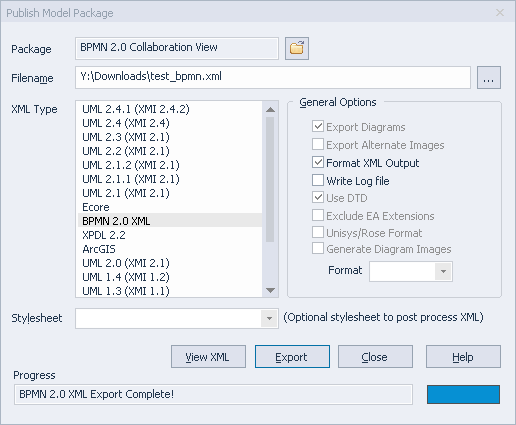 Publish Model Package
Package
BPMN 2.0 Collaboration View
Filename
Y:\Downloads\test_bpmn.xml
...
XML Type
UML 2.4.1 (XMI 2.4.2)
UML 2.4 (XMI 2.4)
UML 2.3 (XMI 2.1)
UML 2.2 (XMI 2.1)
UML 2.1.2 (XMI 2.1)
UML 2.1.1 (XMI 2.1)
UML 2.1 (XMI 2.1)
Ecore
BPMN 2.0 XML
XPDL 2.2
ArcGIS
UML 2.0 (XMI 2.1)
UML 1.4 (XMI 1.2)
UML 1.3 (XMI 1.1)
General Options
Export Diagrams
Export Alternate Images
Format XML Output
Write Log file
Use DTD
Exclude EA Extensions
Unisys/Rose Format
Generate Diagram Images
Format
Stylesheet
(Optional stylesheet to post process XML)
View XML
Export
Close
Help
Progress
BPMN 2.0 XML Export Complete!